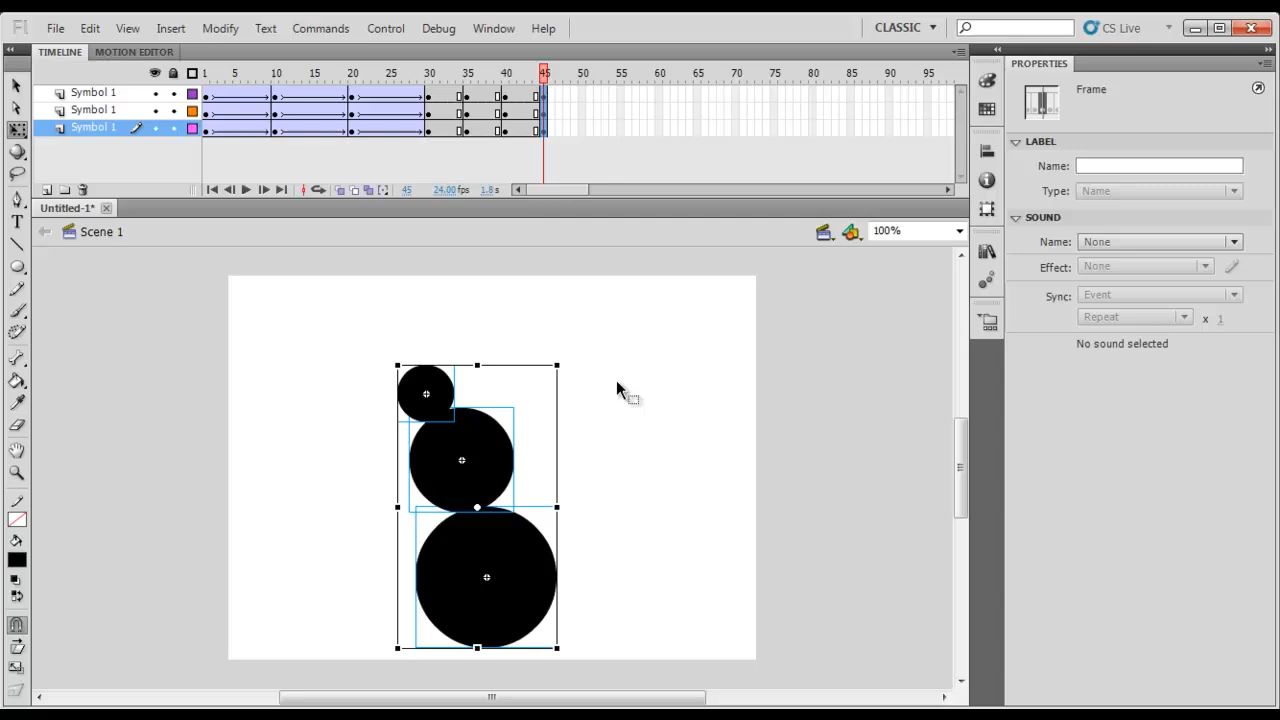 Fl File Edit View Insert Modify Text Commands Control Debug Window Help CLASSIC CS Live
TIMELINE MOTION EDITOR
1 5 10 15 20 25 30 35 40 45 50 55 60 65 70 75 80 85 90 95
Symbol 1
Symbol 1
Symbol 1
45 24.00 fps 1.8 s
Untitled-1*
Scene 1 100%
T
PROPERTIES
Frame
LABEL
Name:
Type: Name
SOUND
Name: None
Effect: None
Sync: Event
Repeat x 1
No sound selected